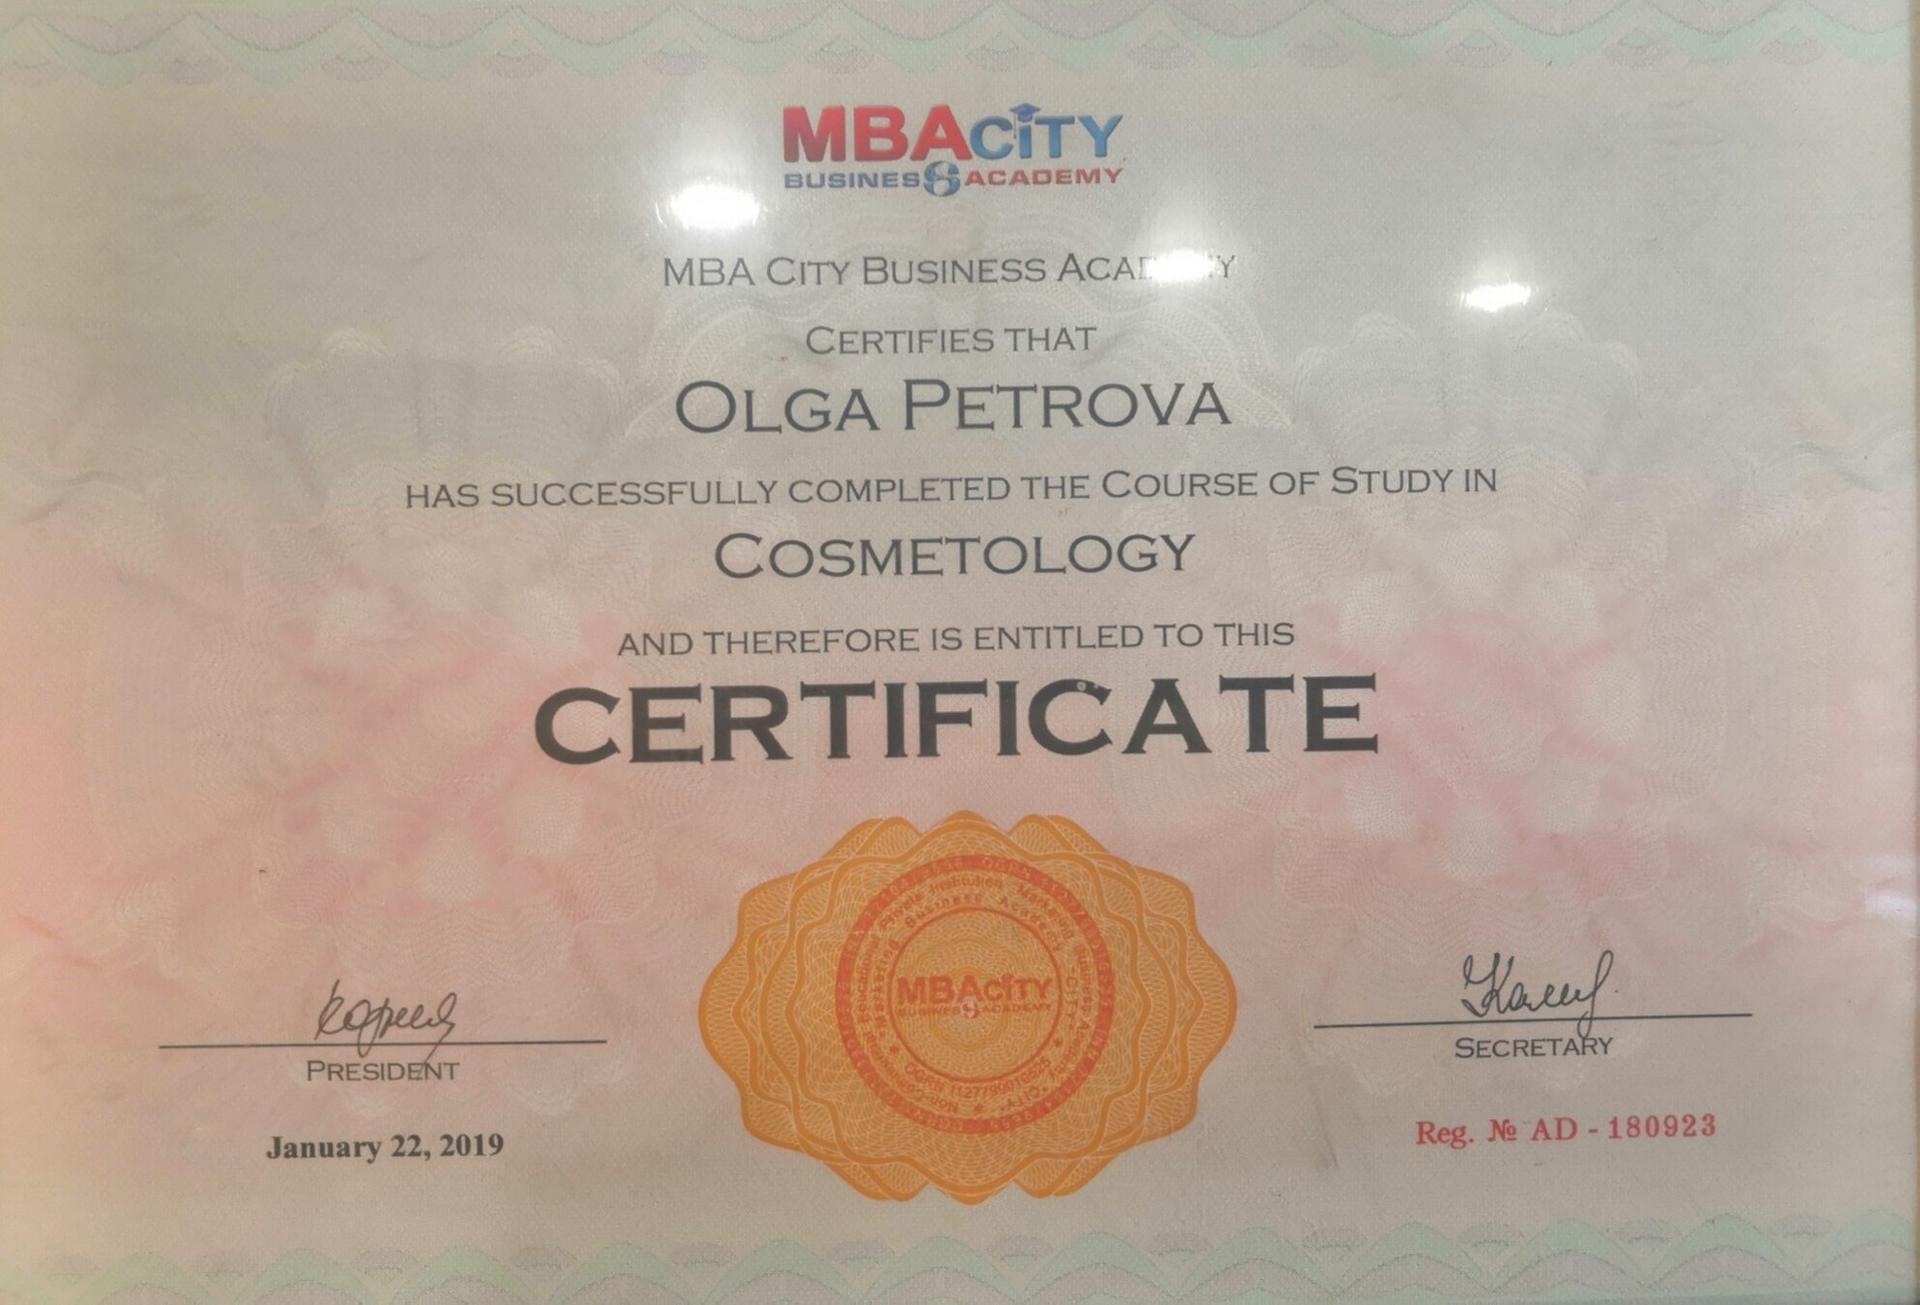 MBACiTY
BUSINESS ACADEMY
MBA CITY BUSINESS ACADEMY
CERTIFIES THAT
OLGA PETROVA
HAS SUCCESSFULLY COMPLETED THE COURSE OF STUDY IN
COSMETOLOGY
AND THEREFORE IS ENTITLED TO THIS
CERTIFICATE
MBACiTY
BUSINESS ACADEMY
PRESIDENT
SECRETARY
January 22, 2019
Reg. № AD - 180923